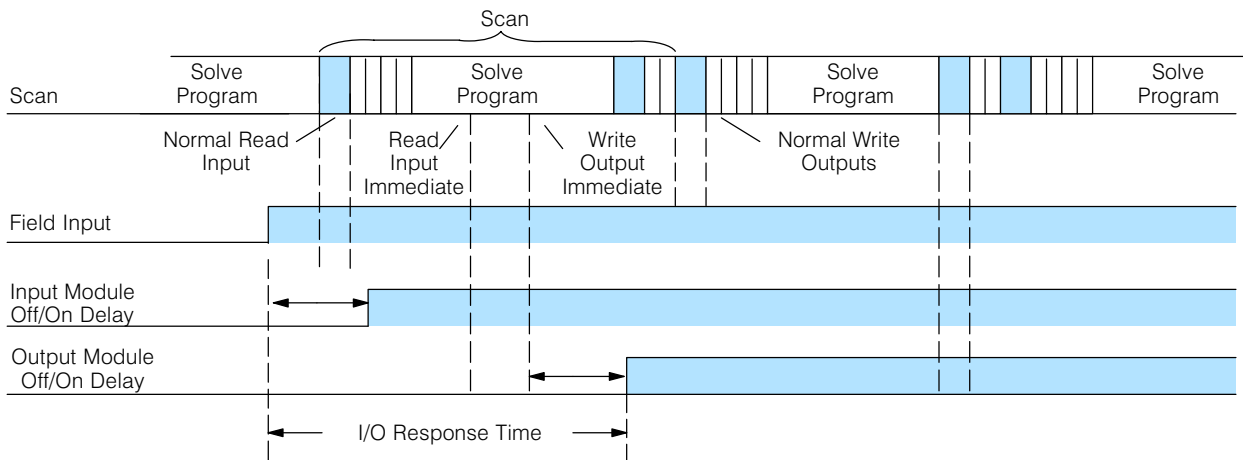 Scan
Solve
Program
Solve
Program
Solve
Program
Solve
Program
Scan
Normal Read
Input
Read
Input
Immediate
Write
Output
Immediate
Normal Write
Outputs
Field Input
Input Module
Off/On Delay
Output Module
Off/On Delay
I/O Response Time